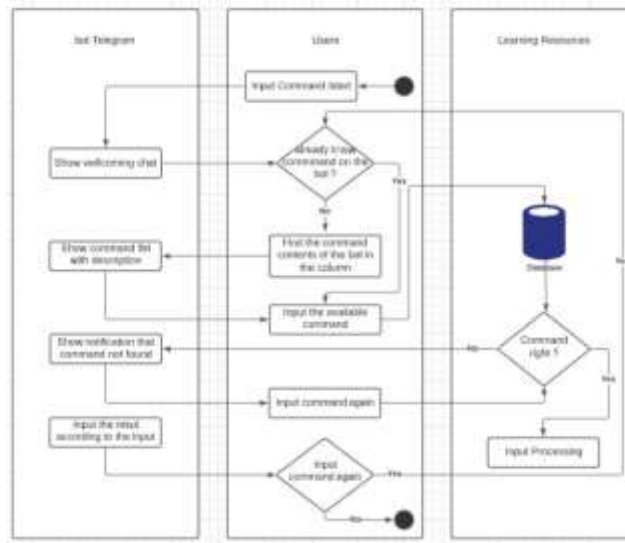 bot Telegram
Users
Learning Resources
Input Command /start
Show wellcoming chat
Already know
command on the
bot ?
Yes
No
Show command list
with description
Find the command
contents of the bot in
the column
Database
Input the available
command
Show notification that
command not found
No
Command
right ?
Yes
Input command again
Input the result
according to the input
Input
command again
Yes
Input Processing
No